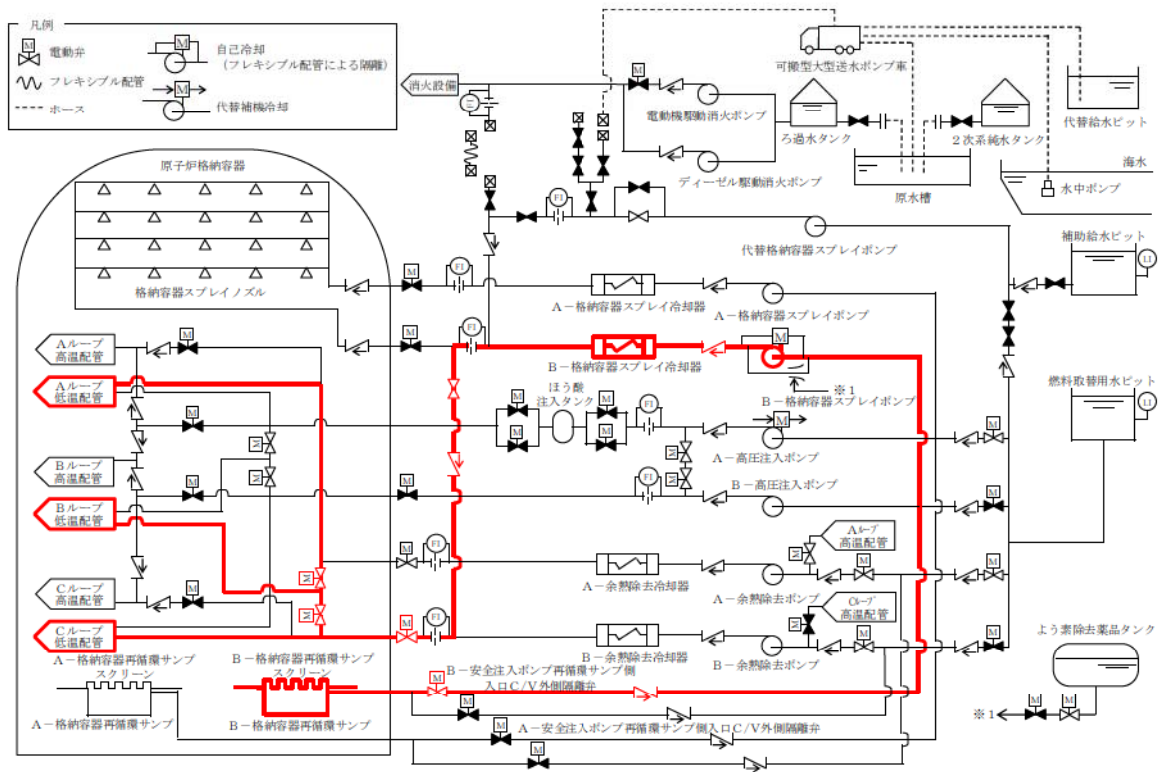 凡例
M
電動弁
フレキシブル配管
ホース
M
自己冷却
(フレキシブル配管による隔離)
M
代替補機冷却
消火設備
FI
M
電動機駆動消火ポンプ
ディーゼル駆動消火ポンプ
ろ過水タンク
可搬型大型送水ポンプ車
原水槽
2次系純水タンク
代替給水ピット
海水
水中ポンプ
原子炉格納容器
格納容器スプレイノズル
FI
代替格納容器スプレイポンプ
補助給水ピット
LI
M
FI
A-格納容器スプレイ冷却器
A-格納容器スプレイポンプ
M
FI
B-格納容器スプレイ冷却器
M
※1
B-格納容器スプレイポンプ
燃料取替用水ピット
LI
Aループ
高温配管
M
Aループ
低温配管
M
M
M
ほう酸
注入タンク
M
M
M
M
FI
M
A-高圧注入ポンプ
M
M
M
Bループ
高温配管
M
M
M
FI
B-高圧注入ポンプ
M
Bループ
低温配管
Aループ
高温配管
M
M
M
FI
A-余熱除去冷却器
A-余熱除去ポンプ
M
M
M
Cループ
高温配管
M
Cループ
高温配管
M
M
Cループ
低温配管
M
FI
B-余熱除去冷却器
B-余熱除去ポンプ
M
M
よう素除去薬品タンク
※1
M
M
A-格納容器再循環サンプ
スクリーン
A-格納容器再循環サンプ
B-格納容器再循環サンプ
スクリーン
B-格納容器再循環サンプ
M
B-安全注入ポンプ再循環サンプ側
入口C/V外側隔離弁
M
A-安全注入ポンプ再循環サンプ側入口C/V外側隔離弁
M
M